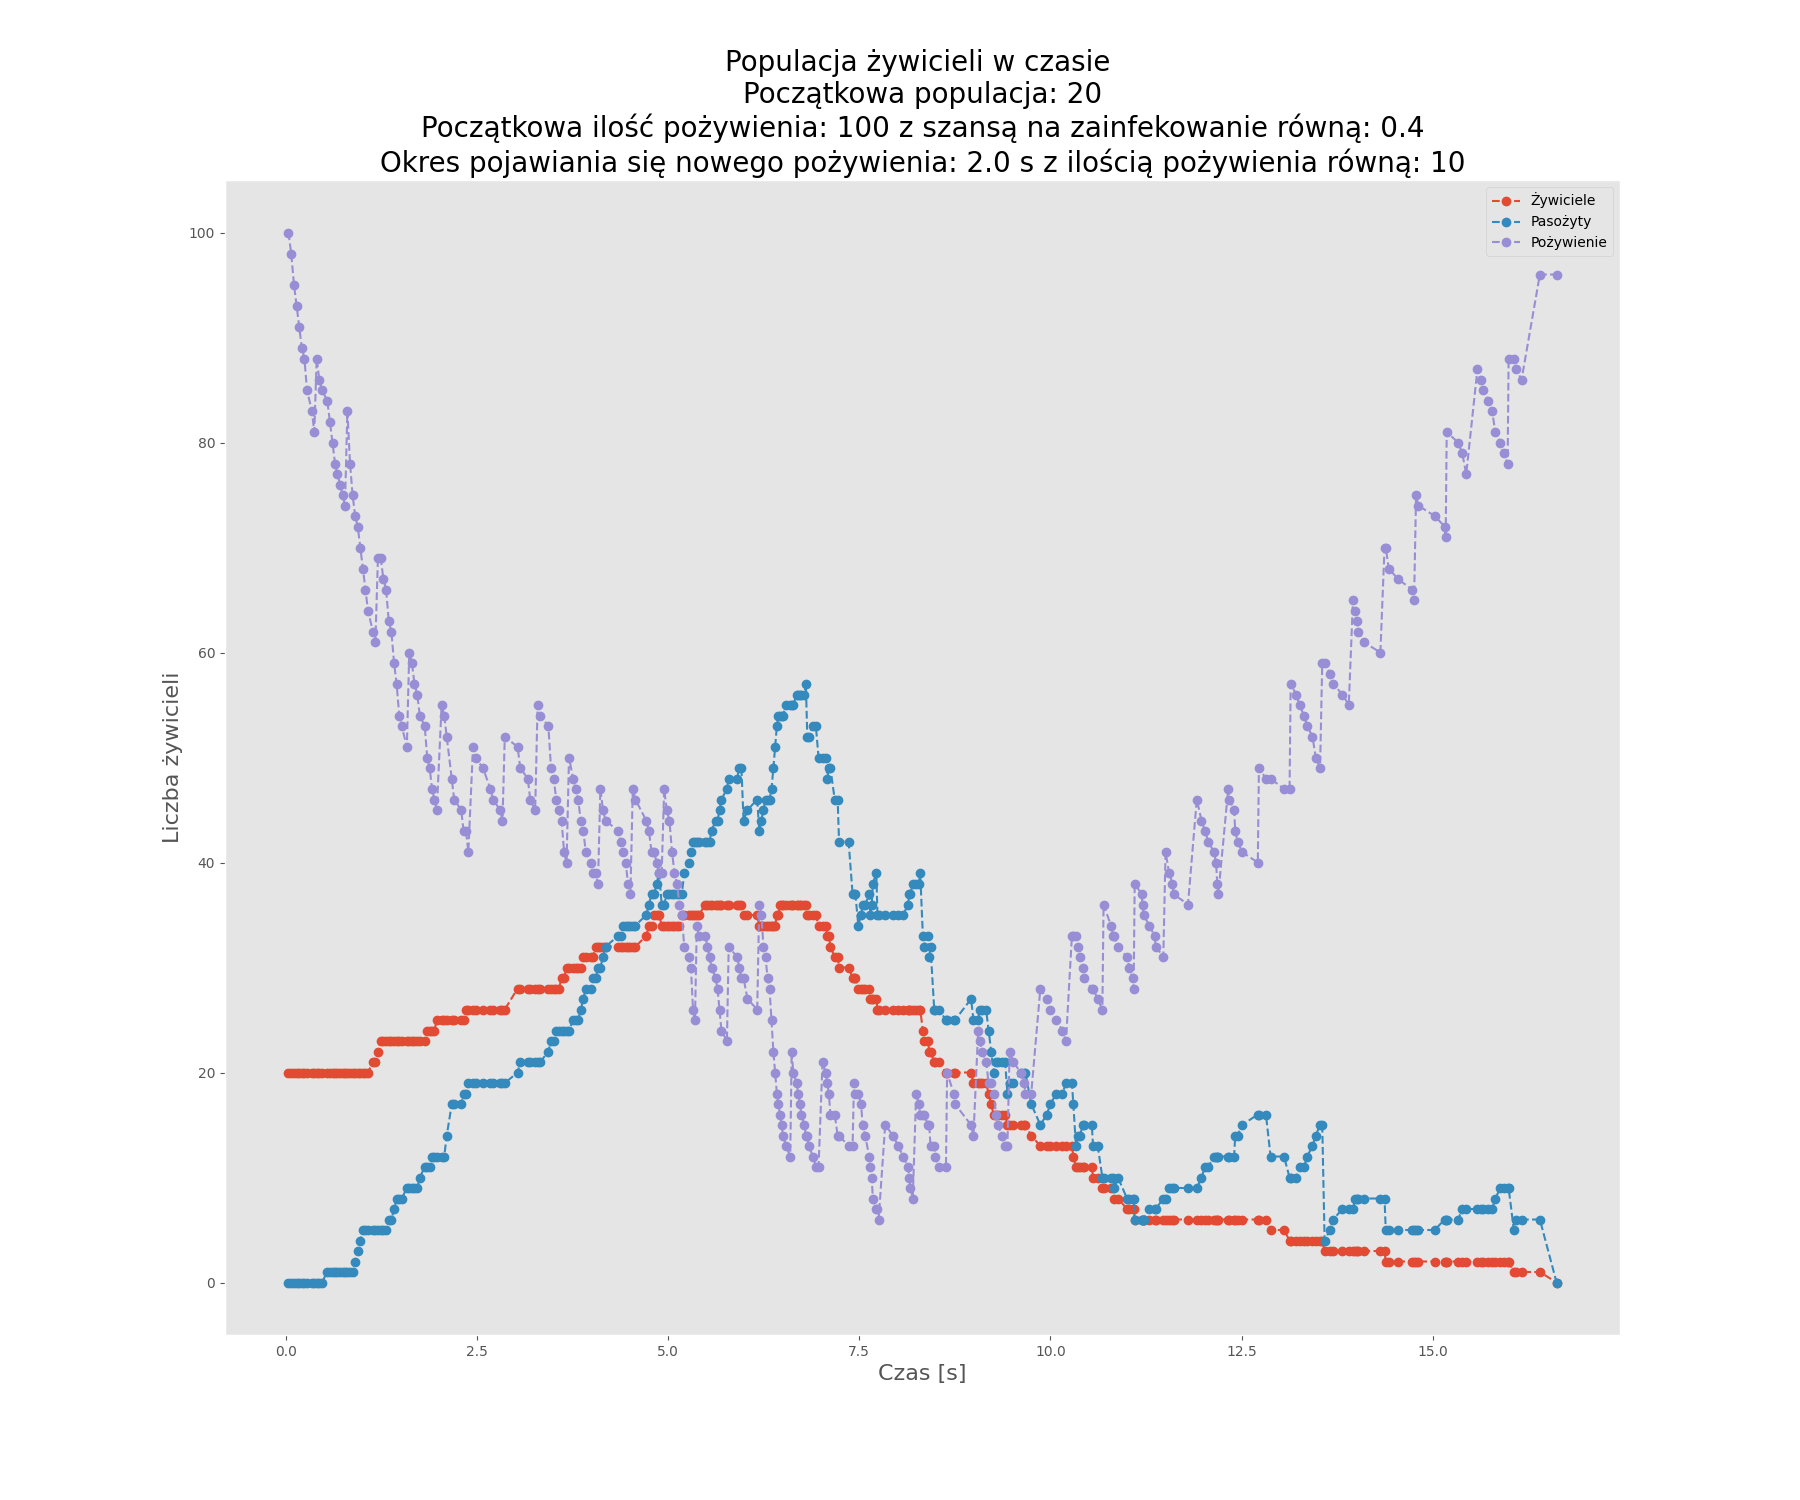 Populacja żywicieli w czasie
Początkowa populacja: 20
Początkowa ilość pożywienia: 100 z szansą na zainfekowanie równą: 0.4
Okres pojawiania się nowego pożywienia: 2.0 s z ilością pożywienia równą: 10
Żywiciele
Pasożyty
Pożywienie
100
80
60
40
20
0
Liczba żywicieli
0.0 2.5 5.0 7.5 10.0 12.5 15.0
Czas [s]